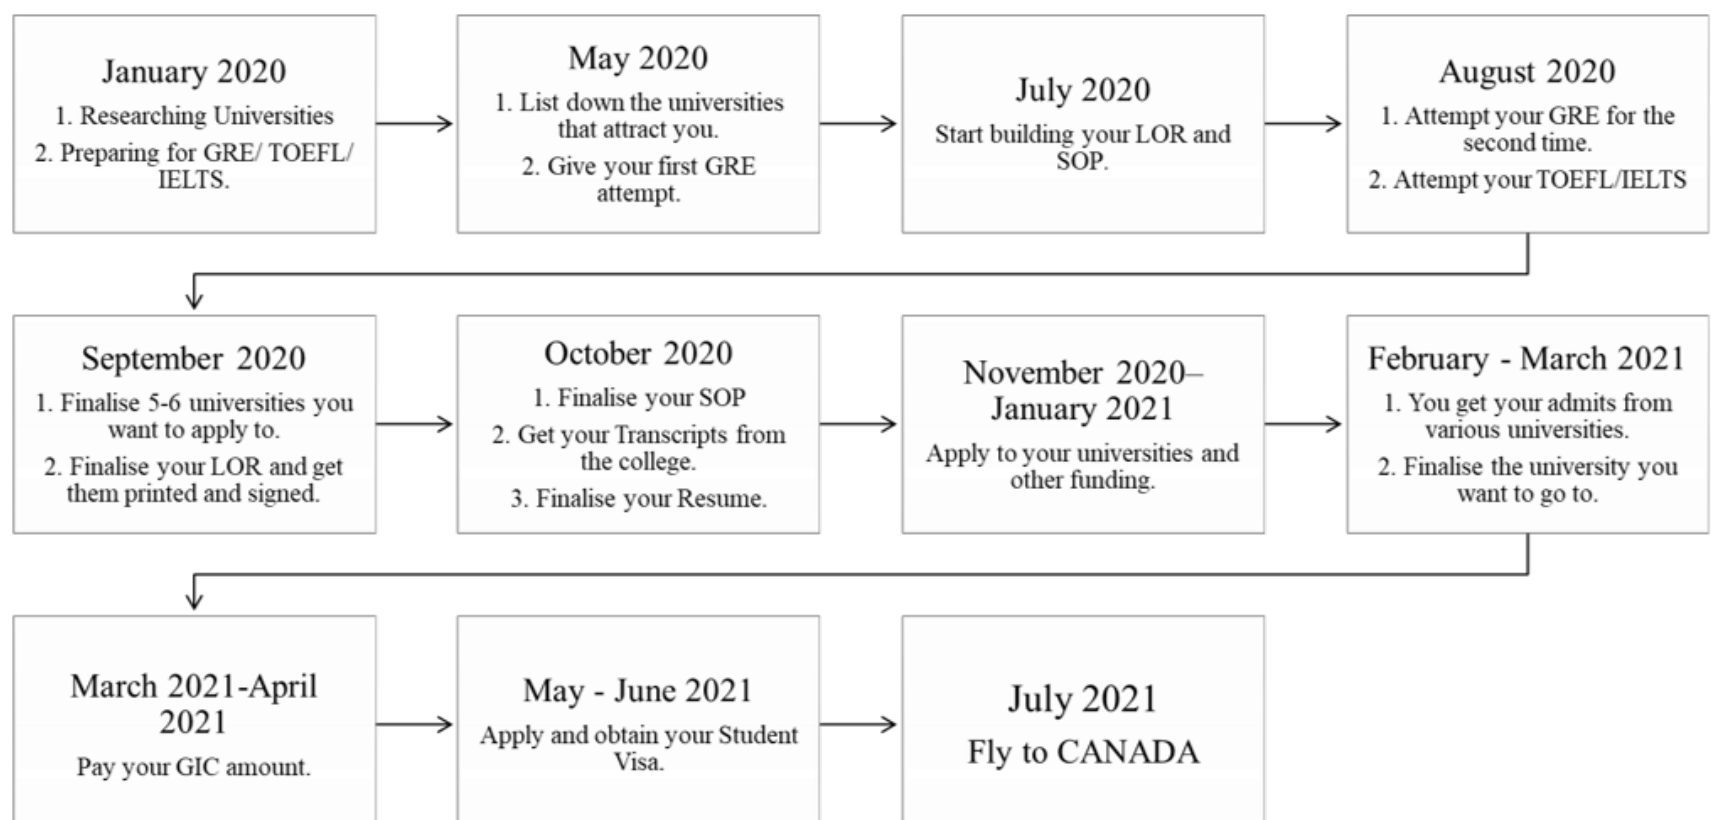 January 2020
1. Researching Universities
2. Preparing for GRE/ TOEFL/
IELTS.
May 2020
1. List down the universities
that attract you.
2. Give your first GRE
attempt.
July 2020
Start building your LOR and
SOP.
August 2020
1. Attempt your GRE for the
second time.
2. Attempt your TOEFL/IELTS
September 2020
1. Finalise 5-6 universities you
want to apply to.
2. Finalise your LOR and get
them printed and signed.
October 2020
1. Finalise your SOP
2. Get your Transcripts from
the college.
3. Finalise your Resume.
November 2020–
January 2021
Apply to your universities and
other funding.
February - March 2021
1. You get your admits from
various universities.
2. Finalise the university you
want to go to.
March 2021-April
2021
Pay your GIC amount.
May - June 2021
Apply and obtain your Student
Visa.
July 2021
Fly to CANADA